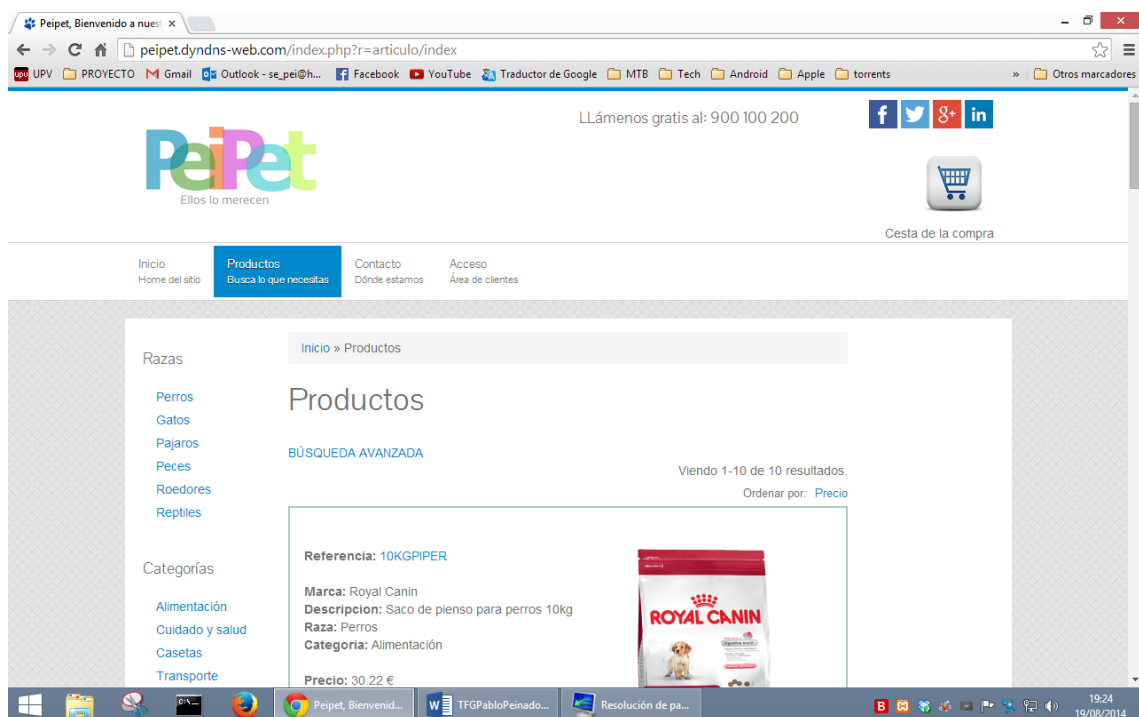 Peipet, Bienvenido a nues
peipet.dyndns-web.com/index.php?r=articulo/index
UPV PROYECTO Gmail Outlook - se_pei@h... Facebook YouTube Traductor de Google MTB Tech Android Apple torrents » Otros marcadores
LLámenos gratis al: 900 100 200
PeiPet
Ellos lo merecen
Cesta de la compra
Inicio
Home del sitio
Productos
Busca lo que necesitas
Contacto
Dónde estamos
Acceso
Área de clientes
Inicio » Productos
Razas
Perros
Gatos
Pajaros
Peces
Roedores
Reptiles
Categorías
Alimentación
Cuidado y salud
Casetas
Transporte
Productos
BÚSQUEDA AVANZADA
Viendo 1-10 de 10 resultados.
Ordenar por: Precio
Referencia: 10KGPIPER
Marca: Royal Canin
Descripcion: Saco de pienso para perros 10kg
Raza: Perros
Categoria: Alimentación
Precio: 30.22 €
ROYAL CANIN
Peipet, Bienvenid...
TFGPabloPeinado...
Resolución de pa...
19:24
19/08/2014